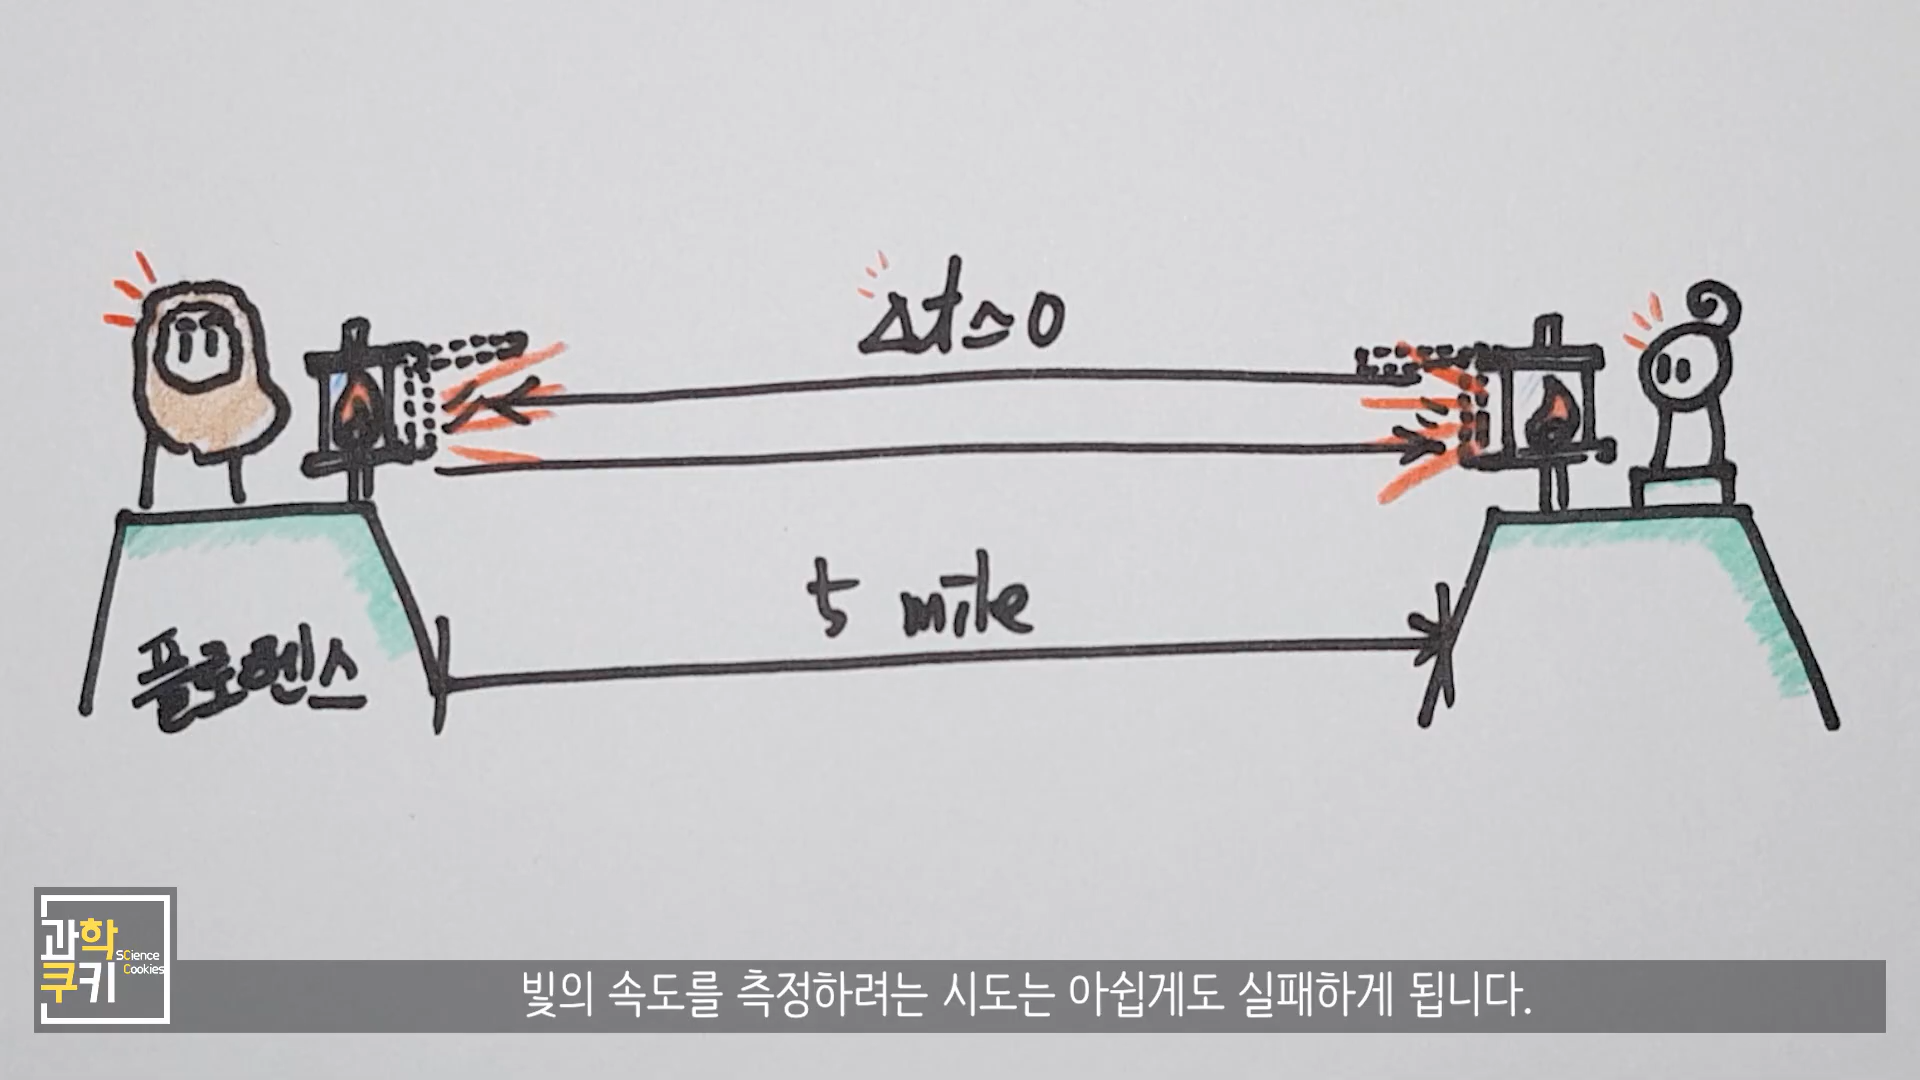 Δt≃0
5 mile
플로렌스
과학
쿠키
Science
Cookies
빛의 속도를 측정하려는 시도는 아쉽게도 실패하게 됩니다.